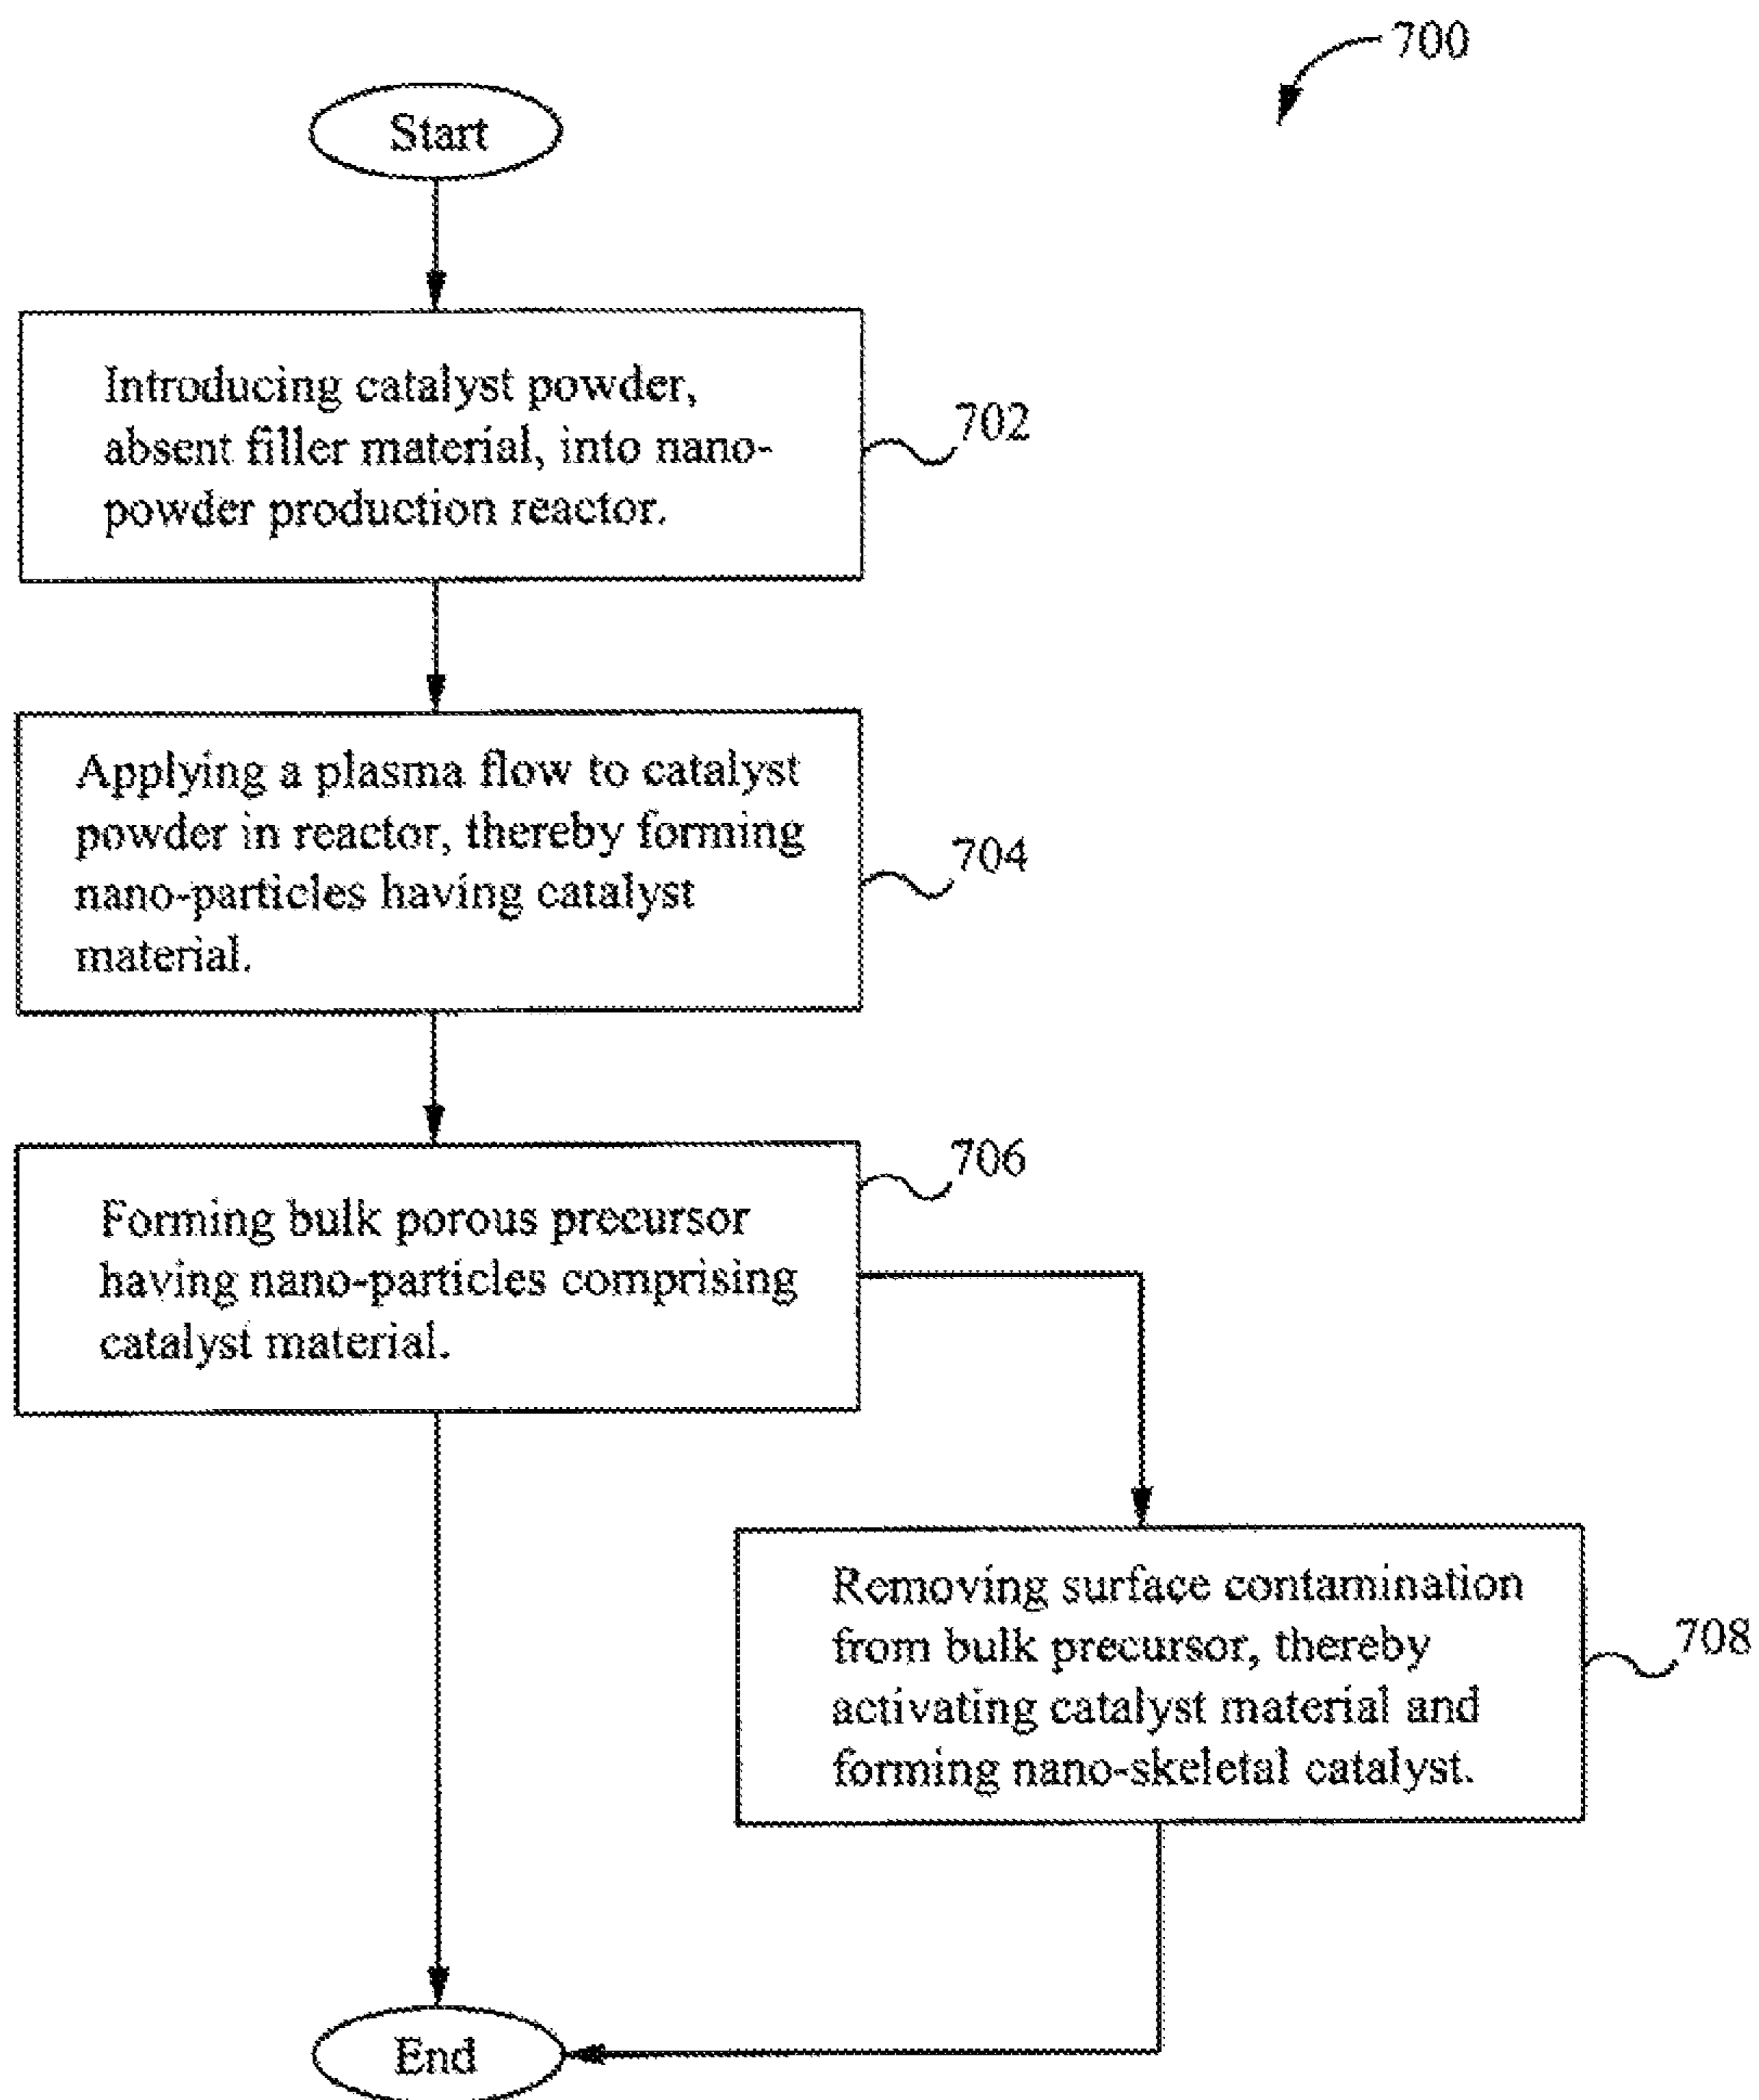 700
Start
Introducing catalyst powder,
absent filler material, into nano-
powder production reactor.
702
Applying a plasma flow to catalyst
powder in reactor, thereby forming
nano-particles having catalyst
material.
704
Forming bulk porous precursor
having nano-particles comprising
catalyst material.
706
Removing surface contamination
from bulk precursor, thereby
activating catalyst material and
forming nano-skeletal catalyst.
708
End